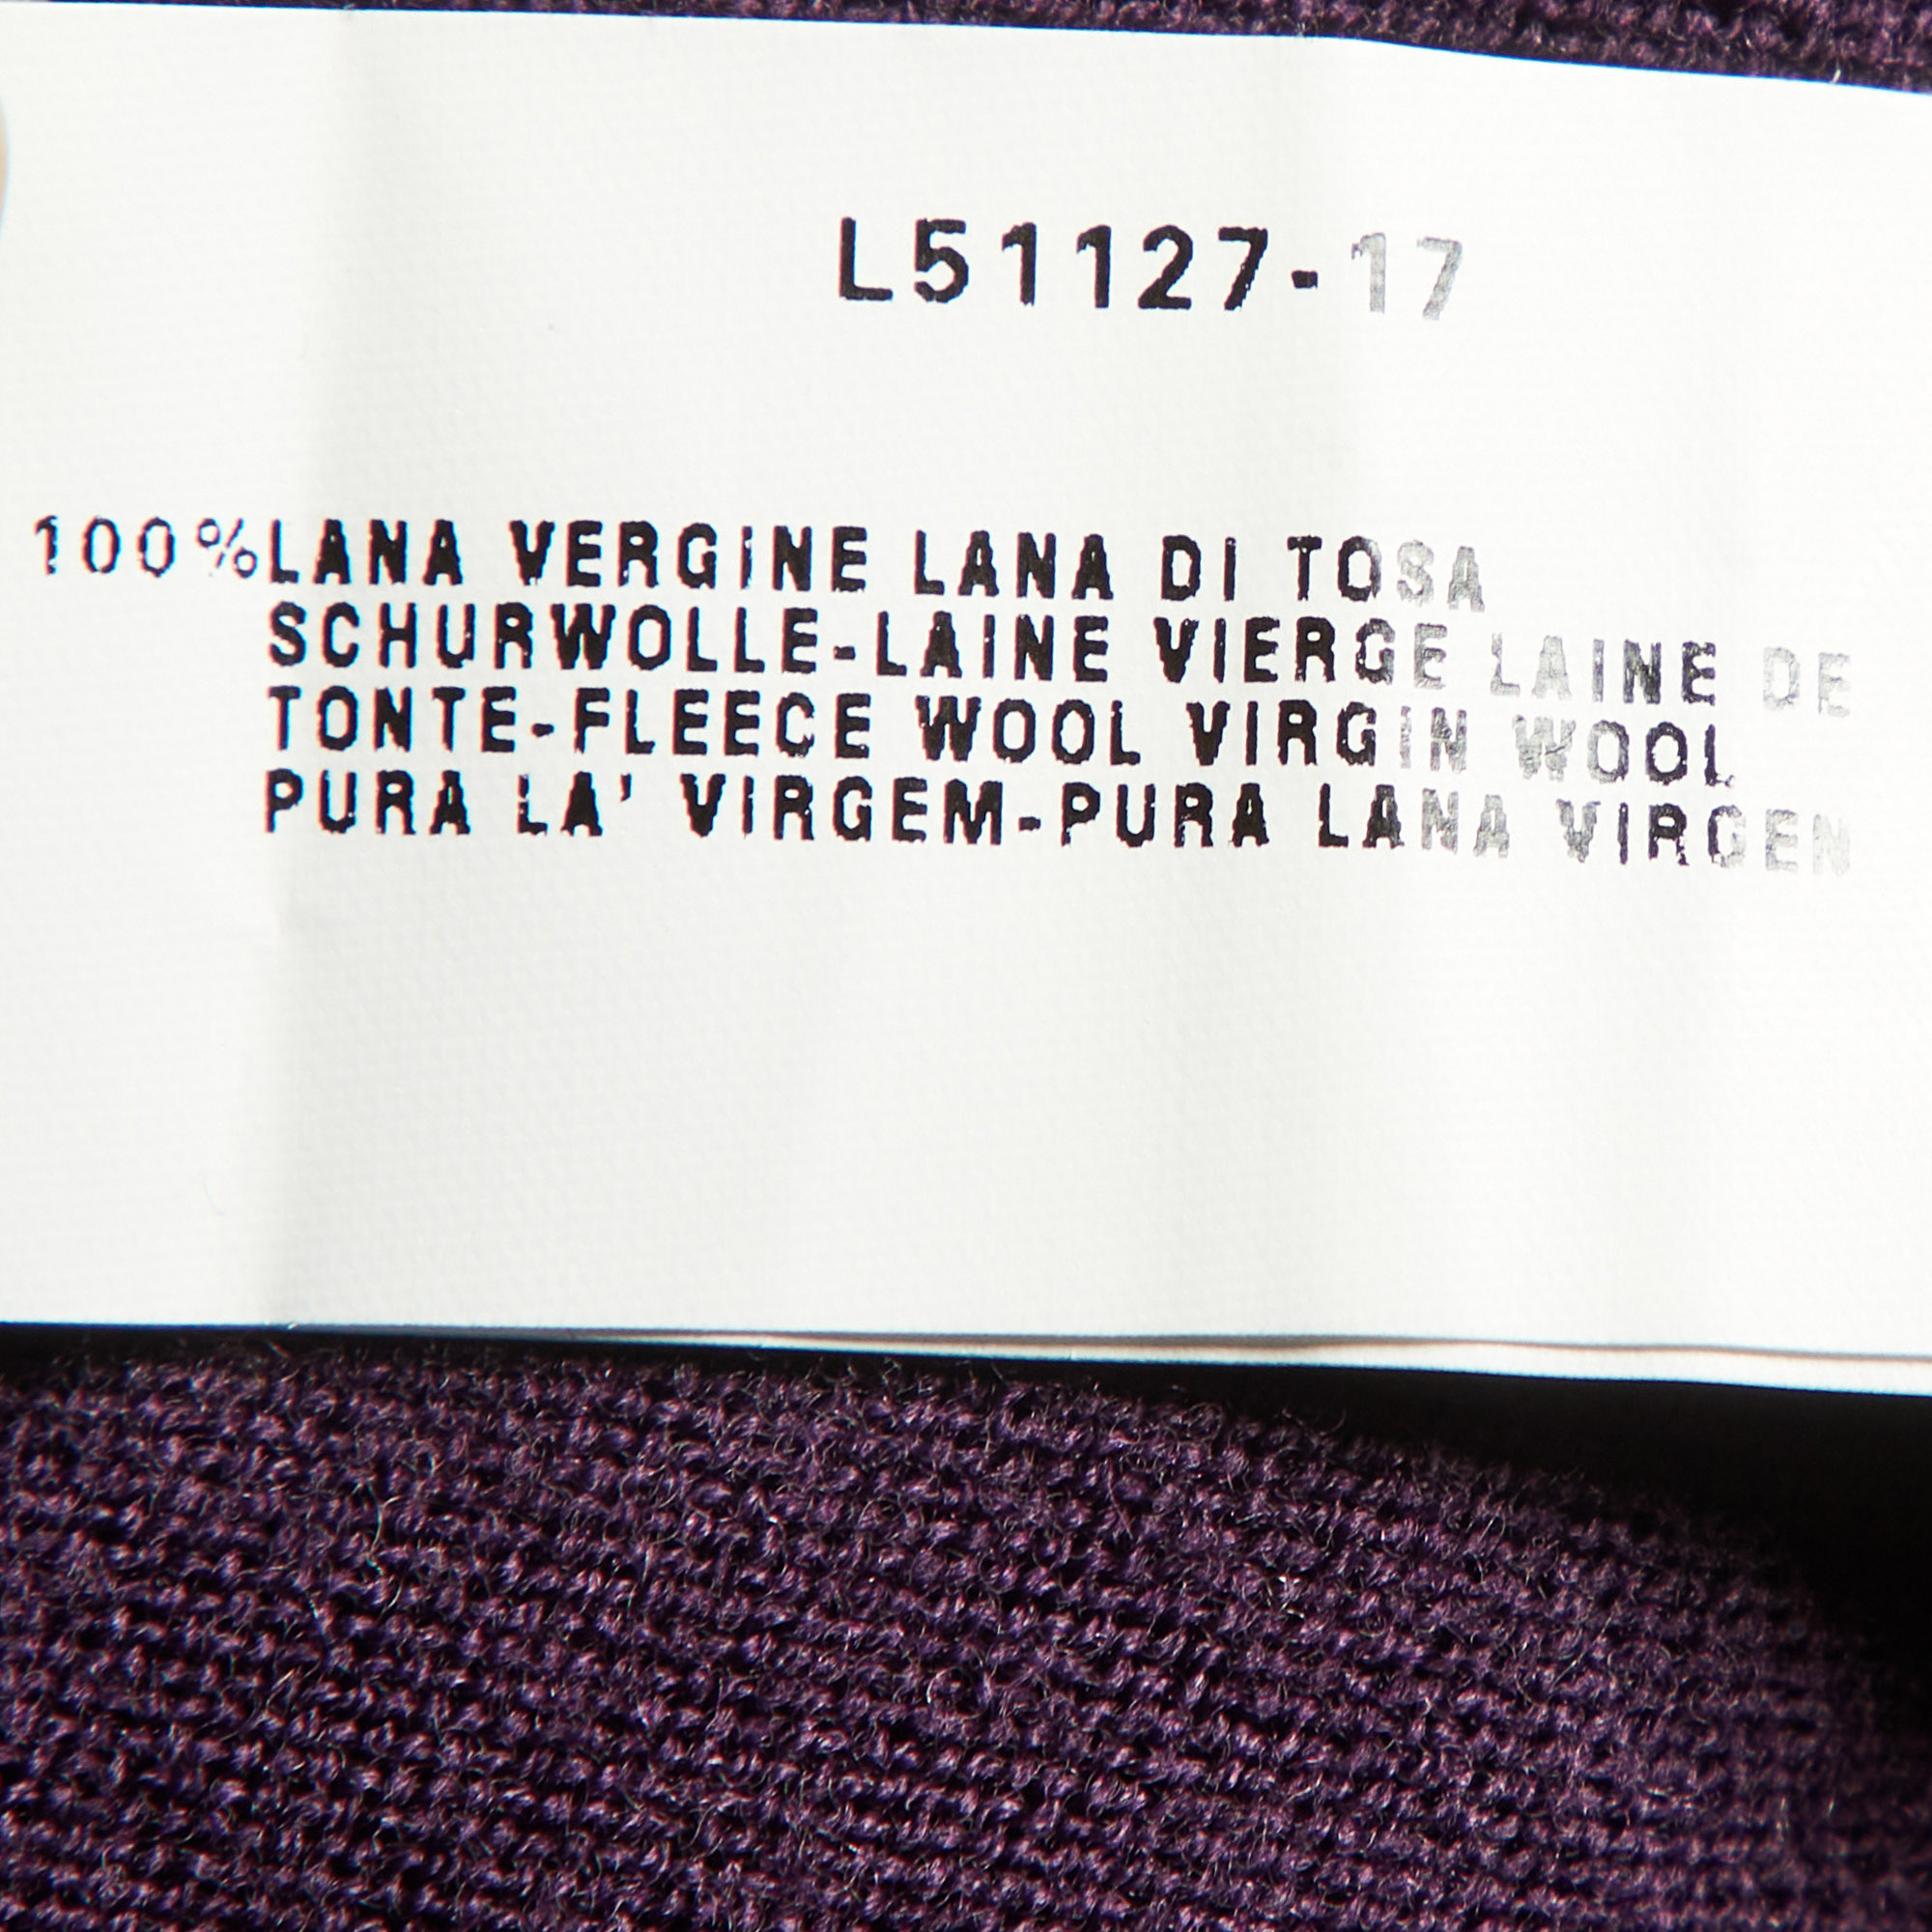 L51127-17
100%LANA VERGINE LANA DI TOSA
SCHURWOLLE-LAINE VIERGE LAINE DE
TONTE-FLEECE WOOL VIRGIN WOOL
PURA LA' VIRGEM-PURA LANA VIRGEN